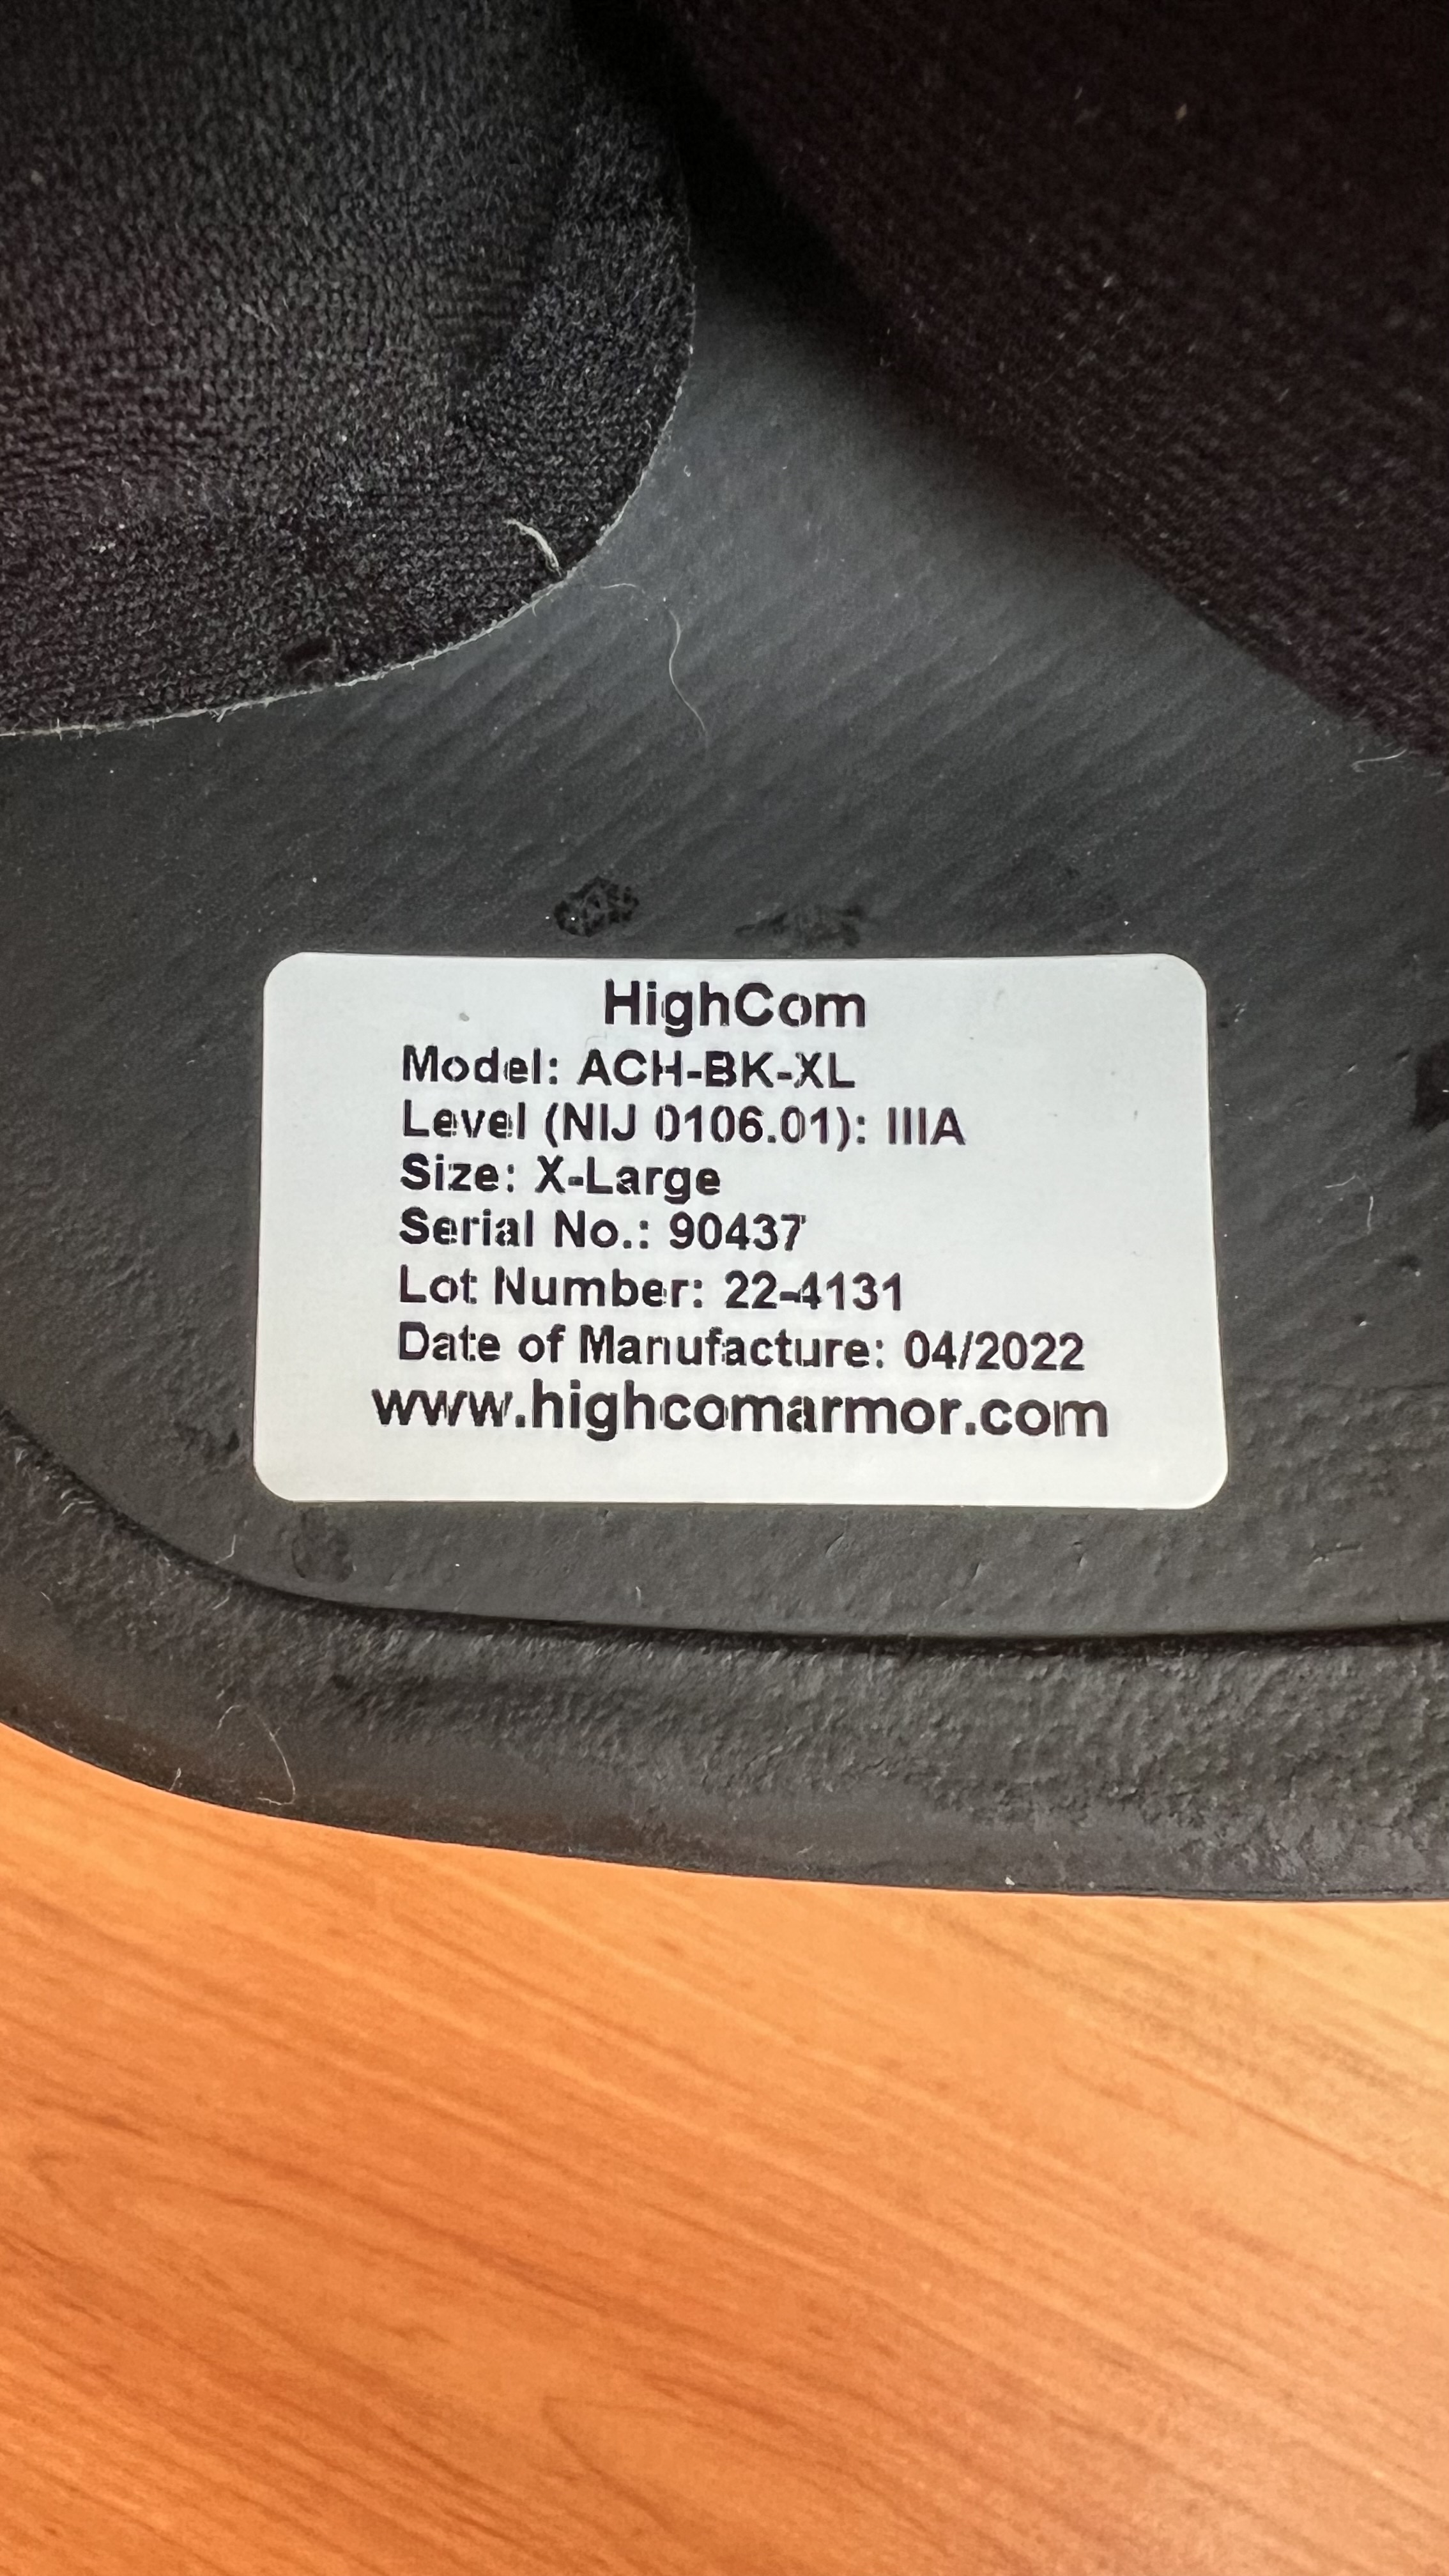 HighCom
Model: ACH-BK-XL
Level (NIJ 0106.01): IIIA
Size: X-Large
Serial No.: 90437
Lot Number: 22-4131
Date of Manufacture: 04/2022
www.highcomarmor.com